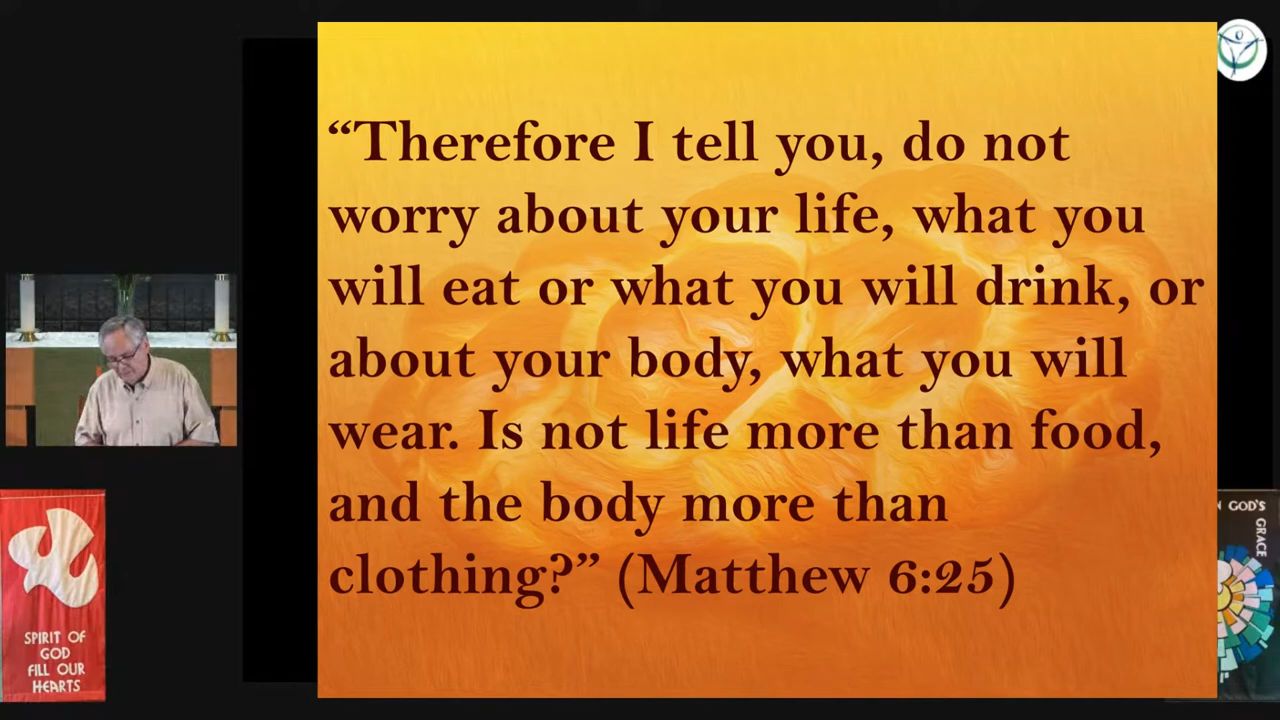 “Therefore I tell you, do not
worry about your life, what you
will eat or what you will drink, or
about your body, what you will
wear. Is not life more than food,
and the body more than
clothing?” (Matthew 6:25)
SPIRIT OF
GOD
FILL OUR
HEARTS
GOD'S
GRACE